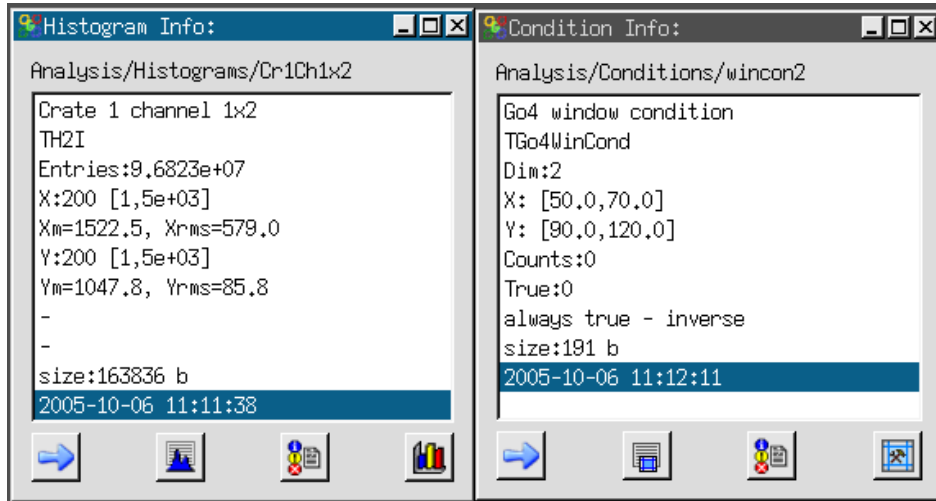 Histogram Info:
Analysis/Histograms/Cr1Ch1x2
Crate 1 channel 1x2
TH2I
Entries:9.6823e+07
X:200 [1,5e+03]
Xm=1522.5, Xrms=579.0
Y:200 [1,5e+03]
Ym=1047.8, Yrms=85.8
-
-
size:163836 b
2005-10-06 11:11:38
Condition Info:
Analysis/Conditions/wincon2
Go4 window condition
TGo4WinCond
Dim:2
X: [50.0,70.0]
Y: [90.0,120.0]
Counts:0
True:0
always true - inverse
size:191 b
2005-10-06 11:12:11